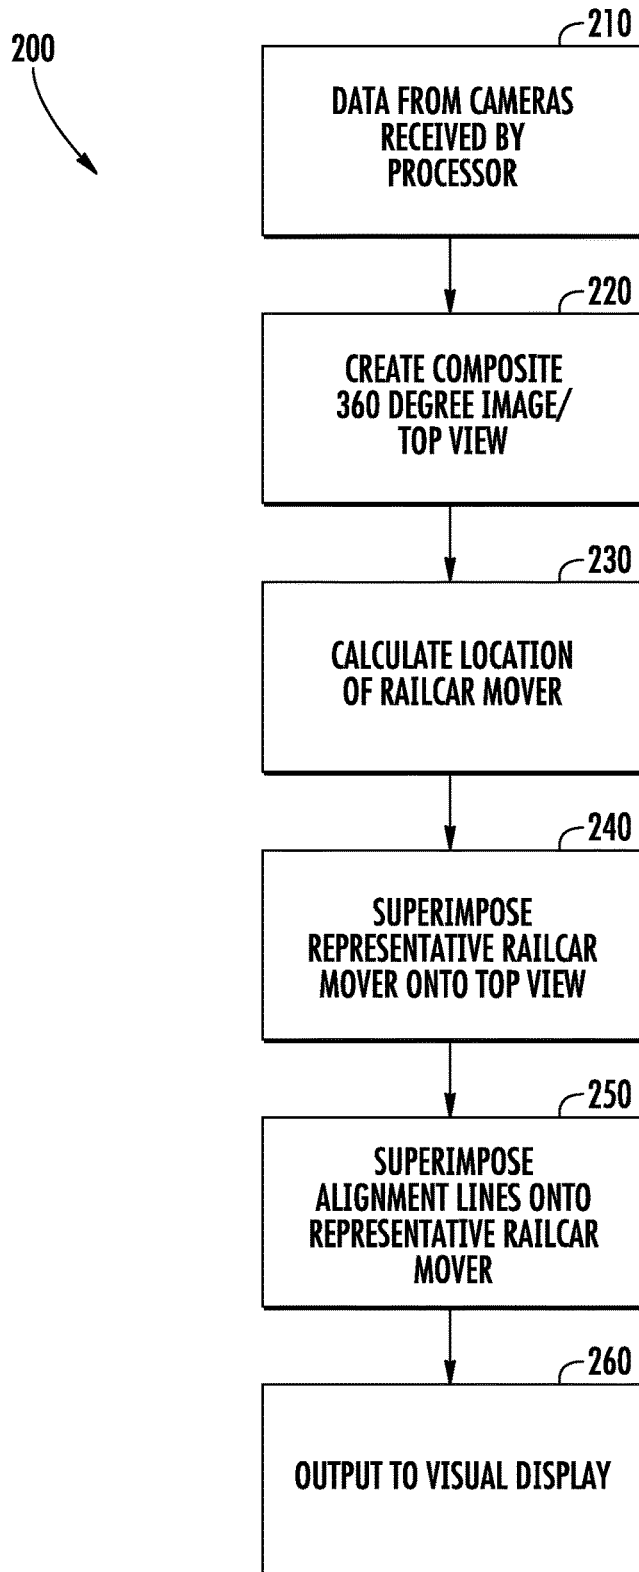 200
210
DATA FROM CAMERAS
RECEIVED BY
PROCESSOR
220
CREATE COMPOSITE
360 DEGREE IMAGE/
TOP VIEW
230
CALCULATE LOCATION
OF RAILCAR MOVER
240
SUPERIMPOSE
REPRESENTATIVE RAILCAR
MOVER ONTO TOP VIEW
250
SUPERIMPOSE
ALIGNMENT LINES ONTO
REPRESENTATIVE RAILCAR
MOVER
260
OUTPUT TO VISUAL DISPLAY